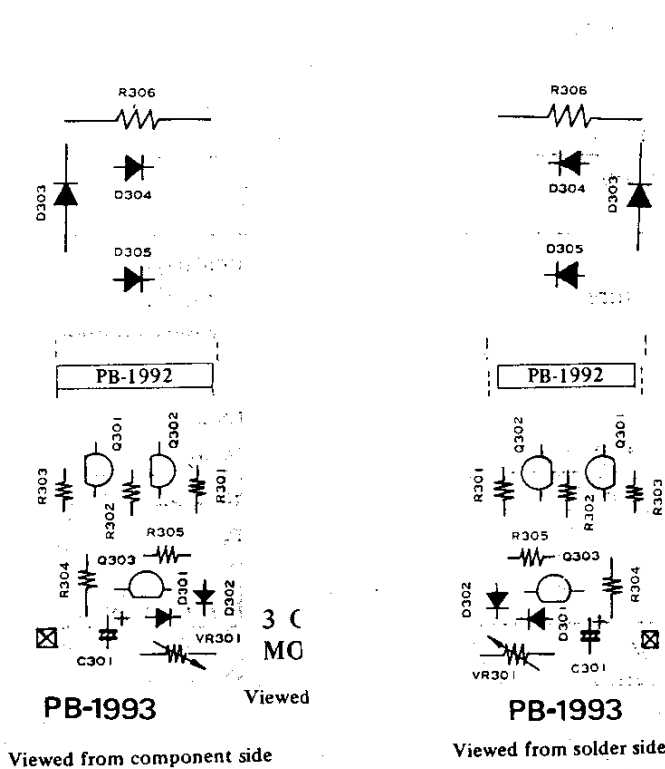 R306
D303
D304
D305
PB-1992
Q301
Q302
R303
R302
R301
R305
R304
Q303
D301
D302
C301
VR301
3 C
MO
PB-1993
Viewed
Viewed from component side
R306
D304
D303
D305
PB-1992
Q302
Q301
R301
R302
R303
R305
Q303
R304
D302
D301
VR301
C301
PB-1993
Viewed from solder side